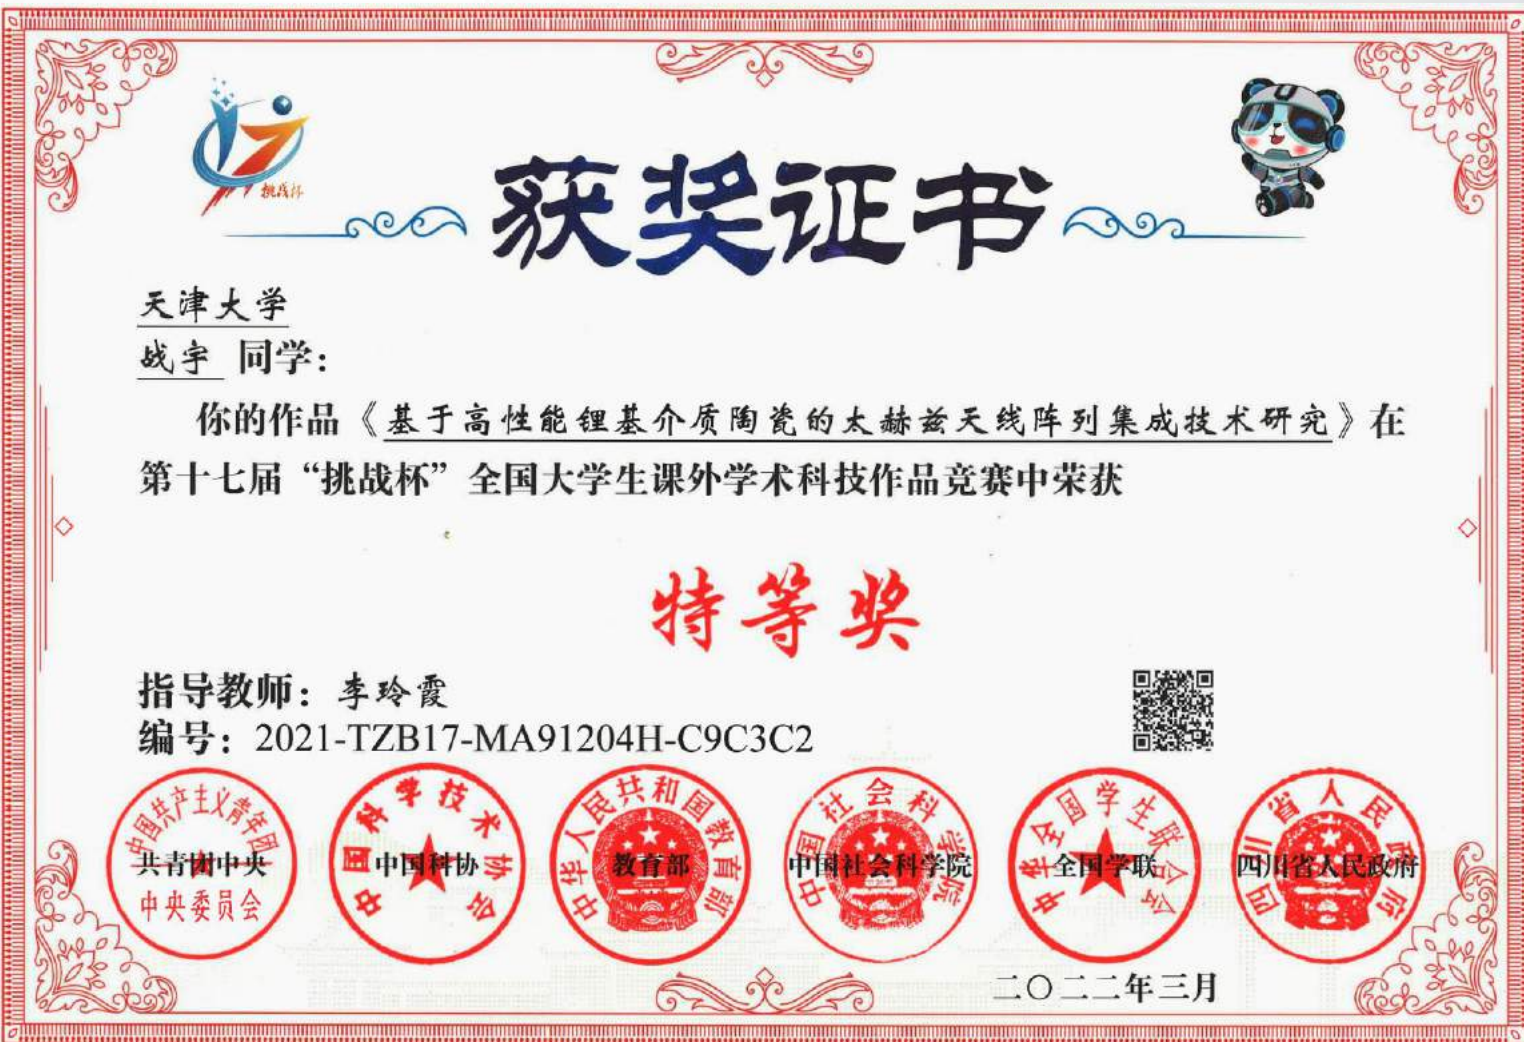 挑战杯
U
获奖证书
天津大学
战宇 同学：
你的作品《基于高性能锂基介质陶瓷的太赫兹天线阵列集成技术研究》在
第十七届“挑战杯”全国大学生课外学术科技作品竞赛中荣获
特等奖
指导教师：李玲霞
编号：2021-TZB17-MA91204H-C9C3C2
中国共产主义青年团
共青团中央
中央委员会
中国科学技术协会
中国科协
中华人民共和国教育部
教育部
中国社会科学院
中国社会科学院
中华全国学生联合会
全国学联
四川省人民政府
四川省人民政府
二〇二二年三月